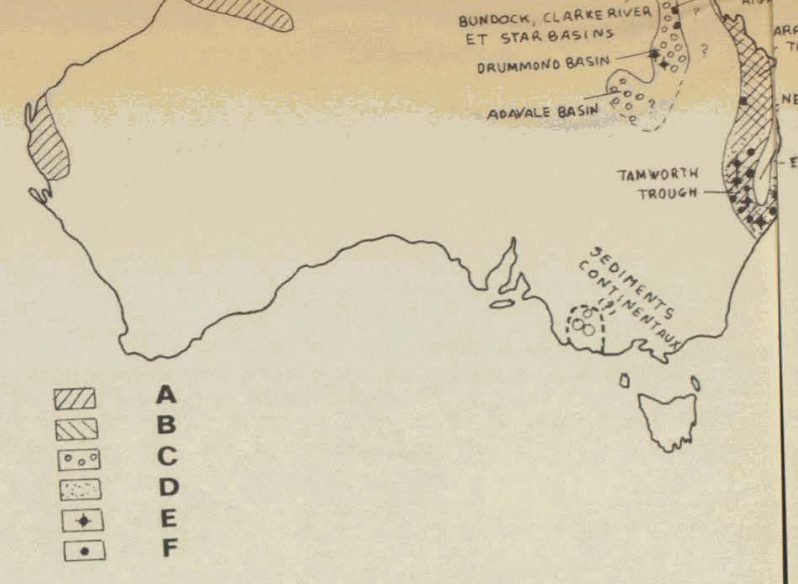 BUNDOCK, CLARKE RIVER
ET STAR BASINS
DRUMMOND BASIN
ADAVALE BASIN
?
?
?
?
?
TAMWORTH
TROUGH
SEDIMENTS
CONTINENTAUX
(?)
A
B
C
D
E
F